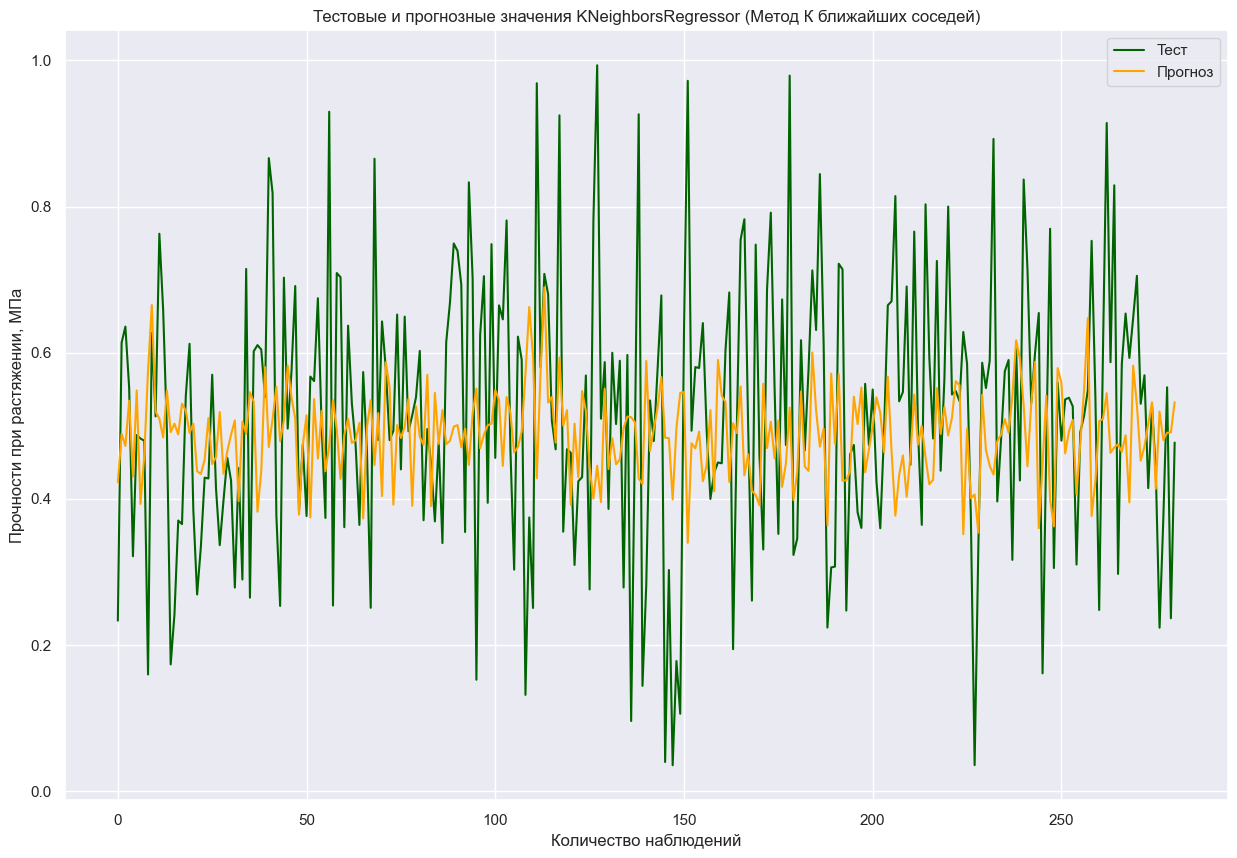 Тестовые и прогнозные значения KNeighborsRegressor (Метод К ближайших соседей)
Тест
Прогноз
Прочности при растяжении, МПа
1.0
0.8
0.6
0.4
0.2
0.0
0 50 100 150 200 250
Количество наблюдений